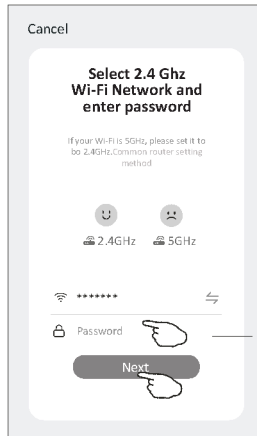 Cancel
Select 2.4 Ghz
Wi-Fi Network and
enter password
If your Wi-Fi is 5GHz, please set it to
bo 2.4GHz.Common router setting
method
2.4GHz 5GHz
*******
Password
Next